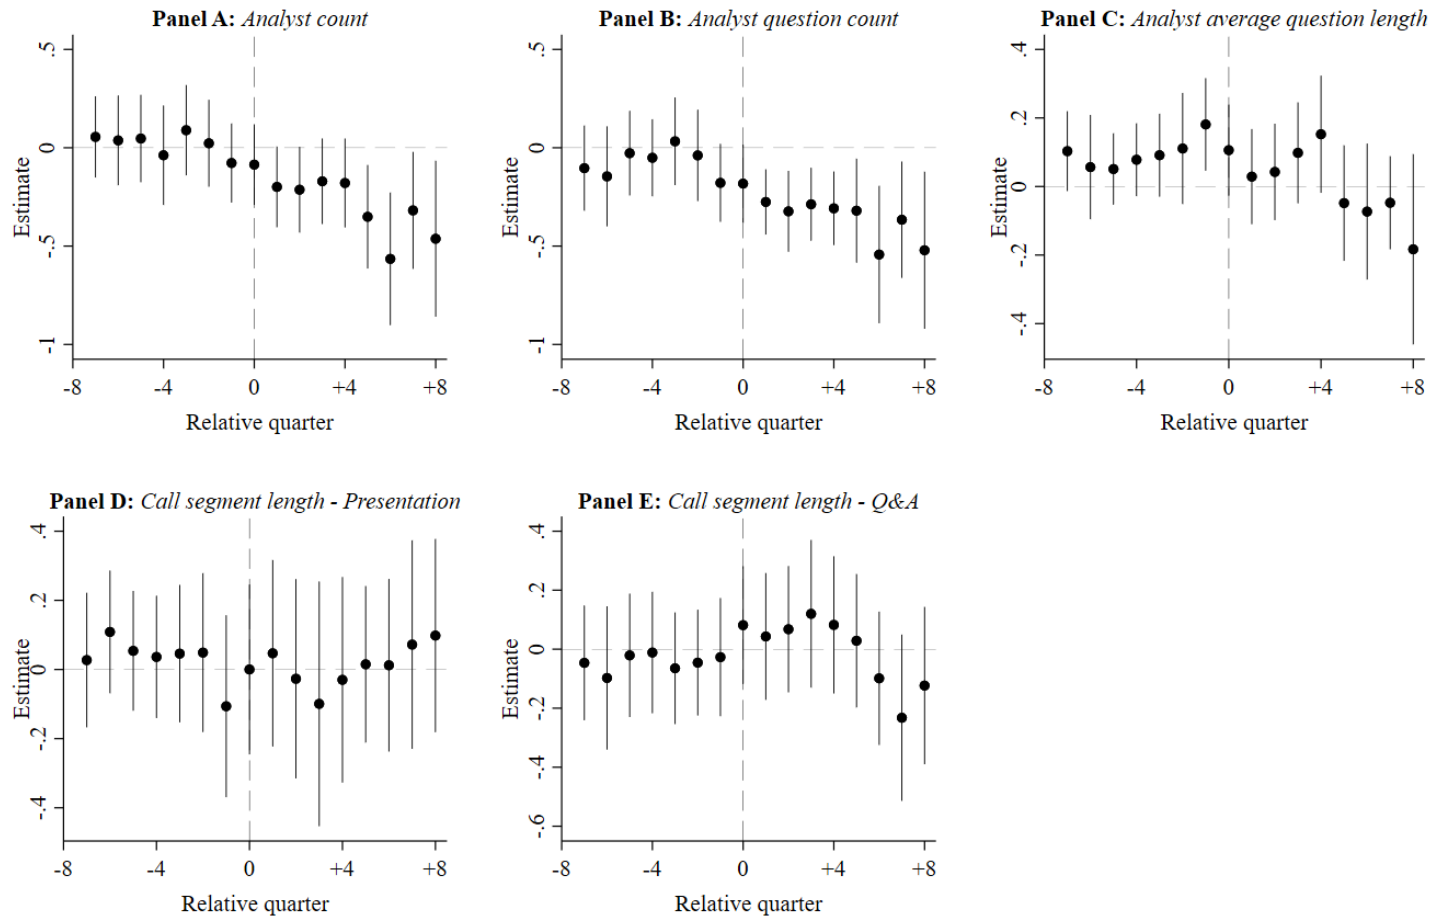 Panel A: Analyst count
Estimate
.5
0
-.5
-1
-8 -4 0 +4 +8
Relative quarter
Panel B: Analyst question count
Estimate
.5
0
-.5
-1
-8 -4 0 +4 +8
Relative quarter
Panel C: Analyst average question length
Estimate
.4
.2
0
-.2
-.4
-8 -4 0 +4 +8
Relative quarter
Panel D: Call segment length - Presentation
Estimate
.4
.2
0
-.2
-.4
-8 -4 0 +4 +8
Relative quarter
Panel E: Call segment length - Q&A
Estimate
.4
.2
0
-.2
-.4
-.6
-8 -4 0 +4 +8
Relative quarter